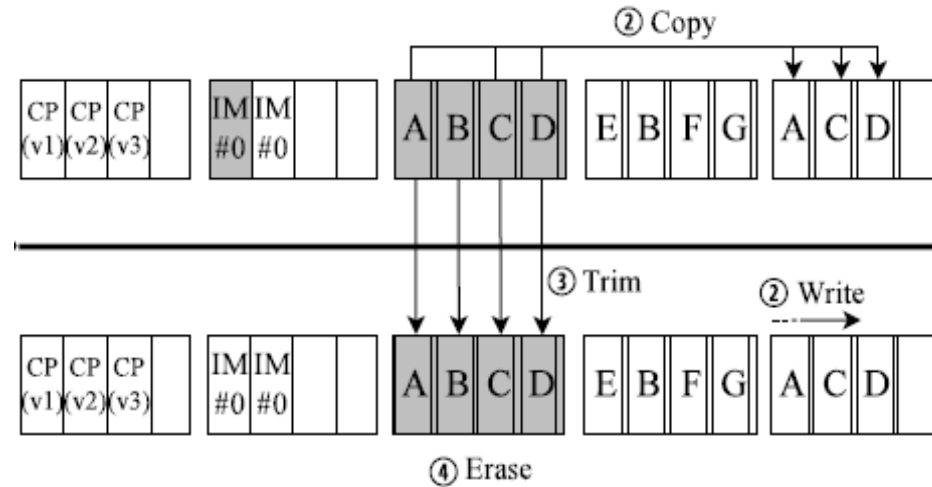 ② Copy
CP CP CP
(v1)(v2)(v3)
IM IM
#0 #0
A B C D
E B F G
A C D
③ Trim
② Write
CP CP CP
(v1)(v2)(v3)
IM IM
#0 #0
A B C D
E B F G
A C D
④ Erase